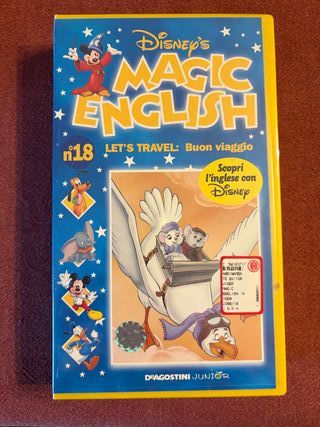 Disney's
MAGIC
ENGLISH
n°18
LET'S TRAVEL: Buon viaggio
Scopri
l'inglese con
Disney
DEAGOSTINI JUNIOR